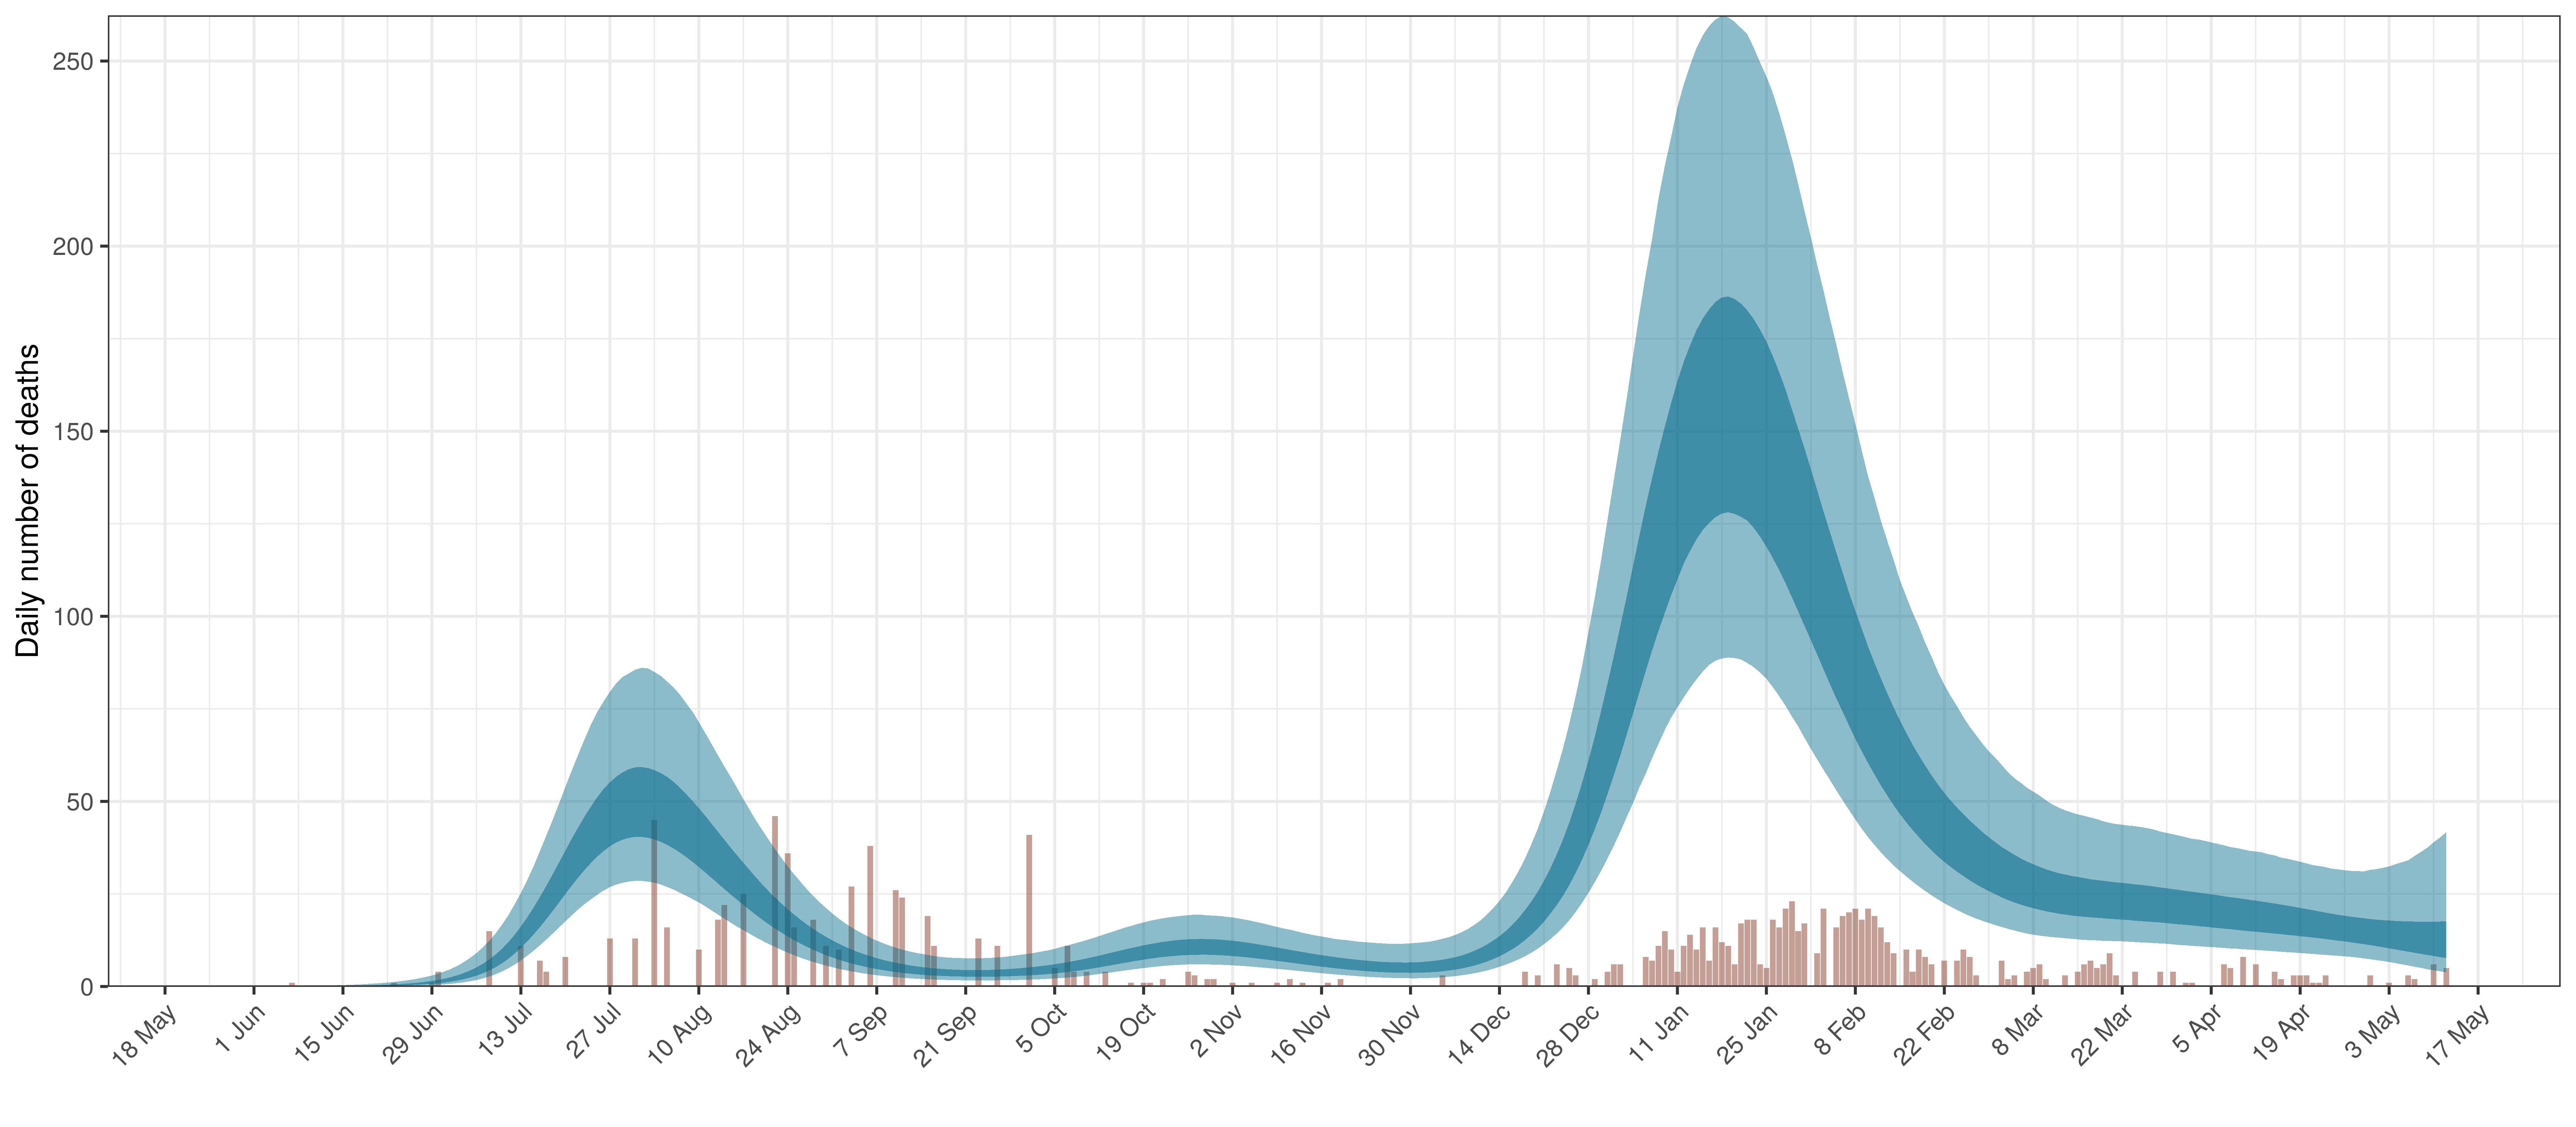 Daily number of deaths
250
200
150
100
50
0
18 May
1 Jun
15 Jun
29 Jun
13 Jul
27 Jul
10 Aug
24 Aug
7 Sep
21 Sep
5 Oct
19 Oct
2 Nov
16 Nov
30 Nov
14 Dec
28 Dec
11 Jan
25 Jan
8 Feb
22 Feb
8 Mar
22 Mar
5 Apr
19 Apr
3 May
17 May